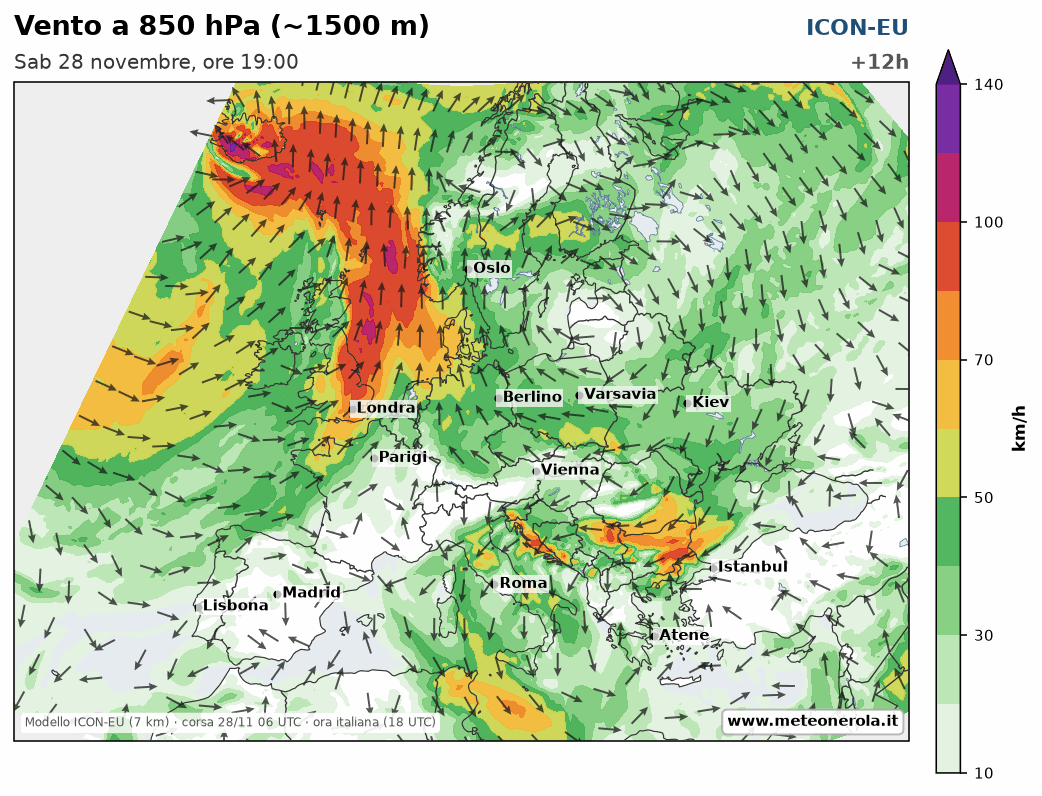 Vento a 850 hPa (~1500 m)
ICON-EU
Sab 28 novembre, ore 19:00
+12h
140
100
70
50
30
10
km/h
Oslo
Berlino
Varsavia
Kiev
Londra
Parigi
Vienna
Istanbul
Roma
Madrid
Lisbona
Atene
Modello ICON-EU (7 km) · corsa 28/11 06 UTC · ora italiana (18 UTC)
www.meteonerola.it